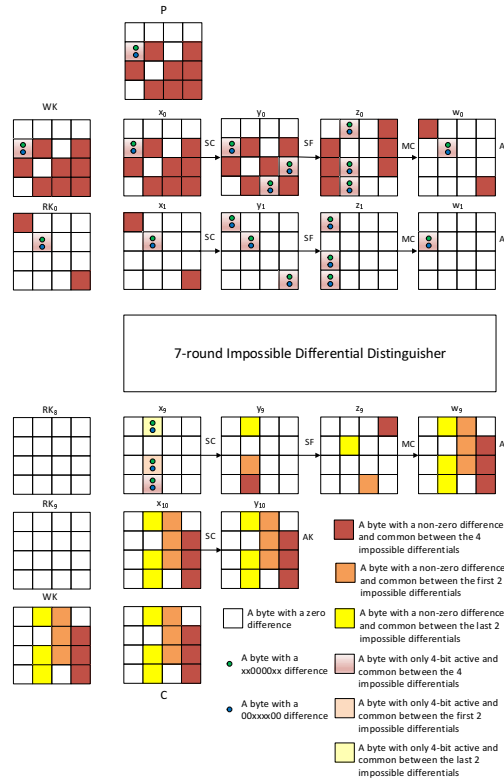 P
WK
x0
SC
y0
SF
z0
MC
w0
A
RK0
x1
SC
y1
SF
z1
MC
w1
A
7-round Impossible Differential Distinguisher
RK8
x9
SC
y9
SF
z9
MC
w9
A
RK9
x10
SC
y10
AK
WK
C
A byte with a zero
difference
A byte with a
xx0000xx difference
A byte with a
00xxxx00 difference
A byte with a non-zero difference
and common between the 4
impossible differentials
A byte with a non-zero difference
and common between the first 2
impossible differentials
A byte with a non-zero difference
and common between the last 2
impossible differentials
A byte with only 4-bit active and
common between the 4
impossible differentials
A byte with only 4-bit active and
common between the first 2
impossible differentials
A byte with only 4-bit active and
common between the last 2
impossible differentials